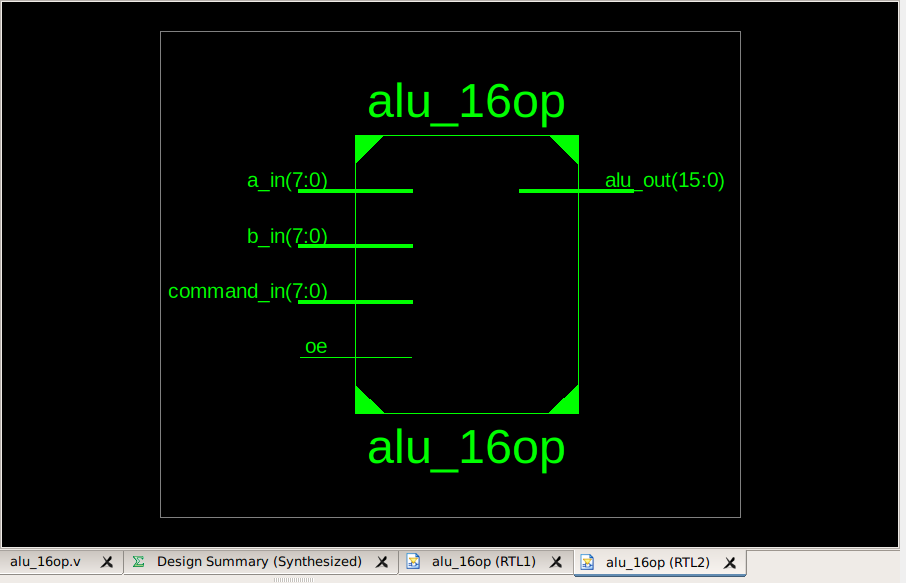 alu_16op
a_in(7:0)
alu_out(15:0)
b_in(7:0)
command_in(7:0)
oe
alu_16op
alu_16op.v
Design Summary (Synthesized)
alu_16op (RTL1)
alu_16op (RTL2)